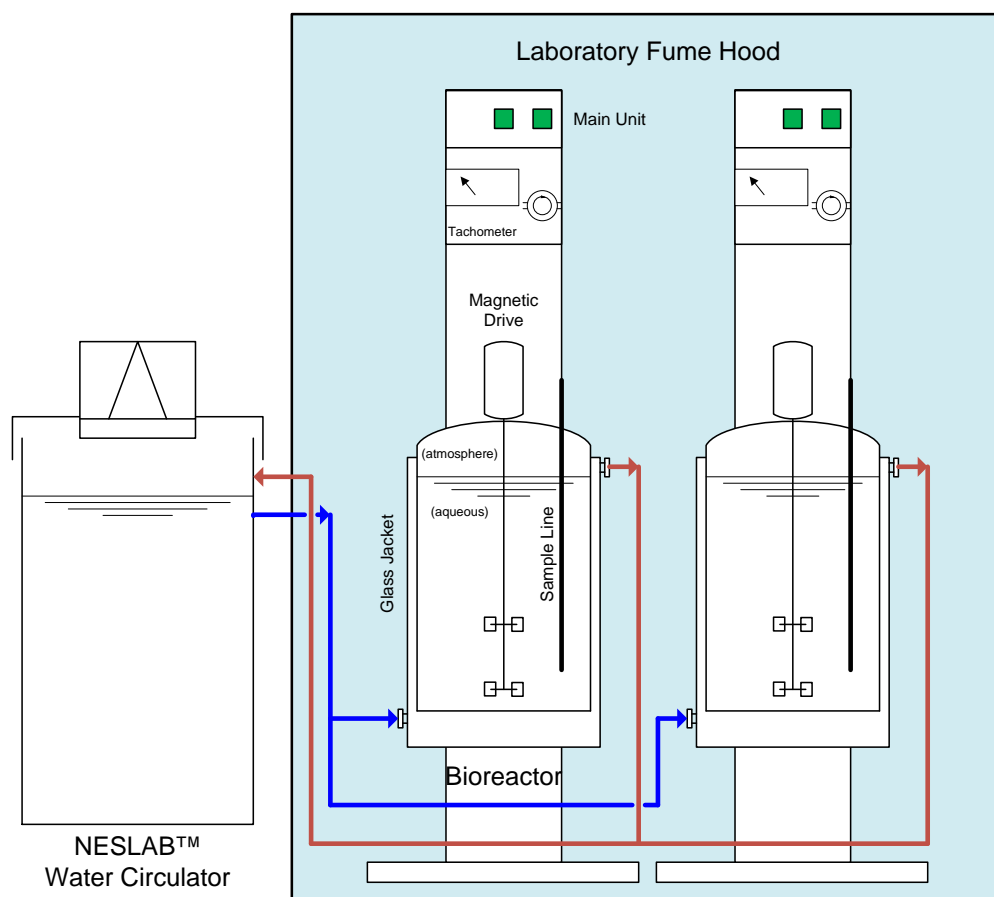 Laboratory Fume Hood
Main Unit
Tachometer
Magnetic
Drive
(atmosphere)
(aqueous)
Glass Jacket
Sample Line
Bioreactor
NESLAB™
Water Circulator